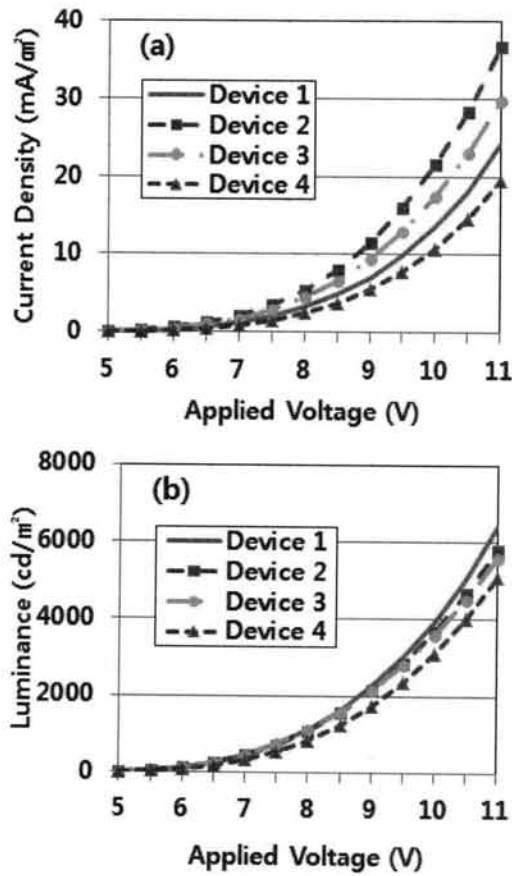 (a)
Current Density (mA/㎠)
40
30
20
10
0
Device 1
Device 2
Device 3
Device 4
5 6 7 8 9 10 11
Applied Voltage (V)
(b)
Luminance (cd/㎡)
8000
6000
4000
2000
0
Device 1
Device 2
Device 3
Device 4
5 6 7 8 9 10 11
Applied Voltage (V)